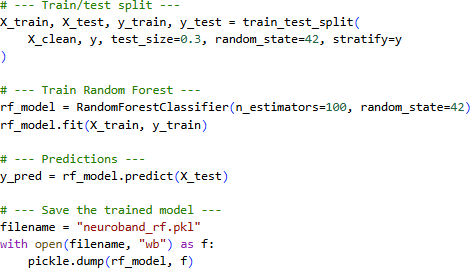 # --- Train/test split ---
X_train, X_test, y_train, y_test = train_test_split(
    X_clean, y, test_size=0.3, random_state=42, stratify=y
)
# --- Train Random Forest ---
rf_model = RandomForestClassifier(n_estimators=100, random_state=42)
rf_model.fit(X_train, y_train)
# --- Predictions ---
y_pred = rf_model.predict(X_test)
# --- Save the trained model ---
filename = "neuroband_rf.pkl"
with open(filename, "wb") as f:
    pickle.dump(rf_model, f)